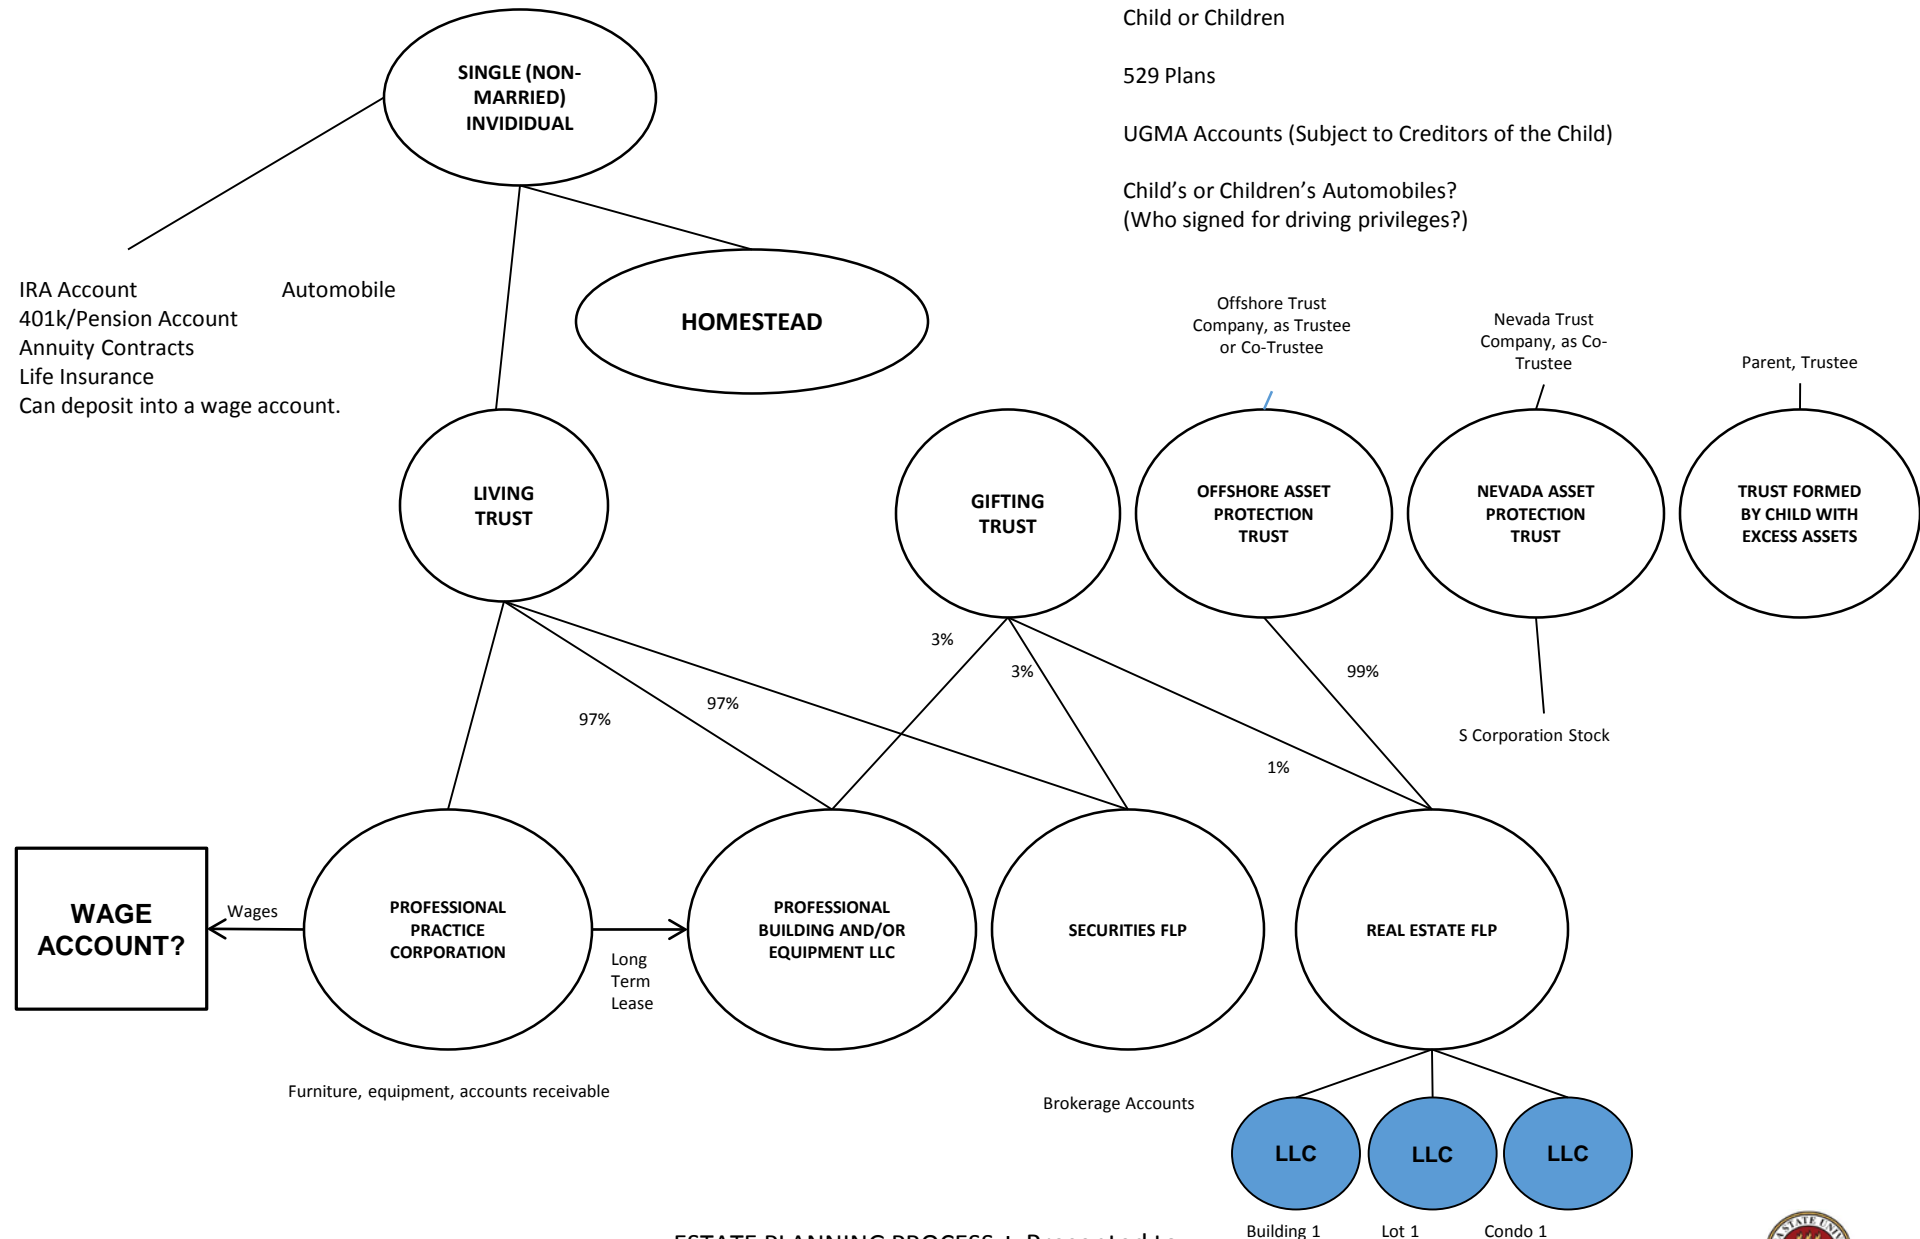 Child or Children
529 Plans
UGMA Accounts (Subject to Creditors of the Child)
Child's or Children's Automobiles?
(Who signed for driving privileges?)
SINGLE (NON-
MARRIED)
INVIDIDUAL
IRA Account
Automobile
401k/Pension Account
Annuity Contracts
Life Insurance
Can deposit into a wage account.
HOMESTEAD
Offshore Trust
Company, as Trustee
or Co-Trustee
Nevada Trust
Company, as Co-
Trustee
Parent, Trustee
LIVING
TRUST
GIFTING
TRUST
OFFSHORE ASSET
PROTECTION
TRUST
NEVADA ASSET
PROTECTION
TRUST
TRUST FORMED
BY CHILD WITH
EXCESS ASSETS
3%
3%
99%
97%
97%
S Corporation Stock
1%
WAGE
ACCOUNT?
Wages
PROFESSIONAL
PRACTICE
CORPORATION
Long
Term
Lease
PROFESSIONAL
BUILDING AND/OR
EQUIPMENT LLC
SECURITIES FLP
REAL ESTATE FLP
Furniture, equipment, accounts receivable
Brokerage Accounts
LLC
LLC
LLC
Building 1
Lot 1
Condo 1
ESTATE PLANNING PROCESS
Presented to
STATE